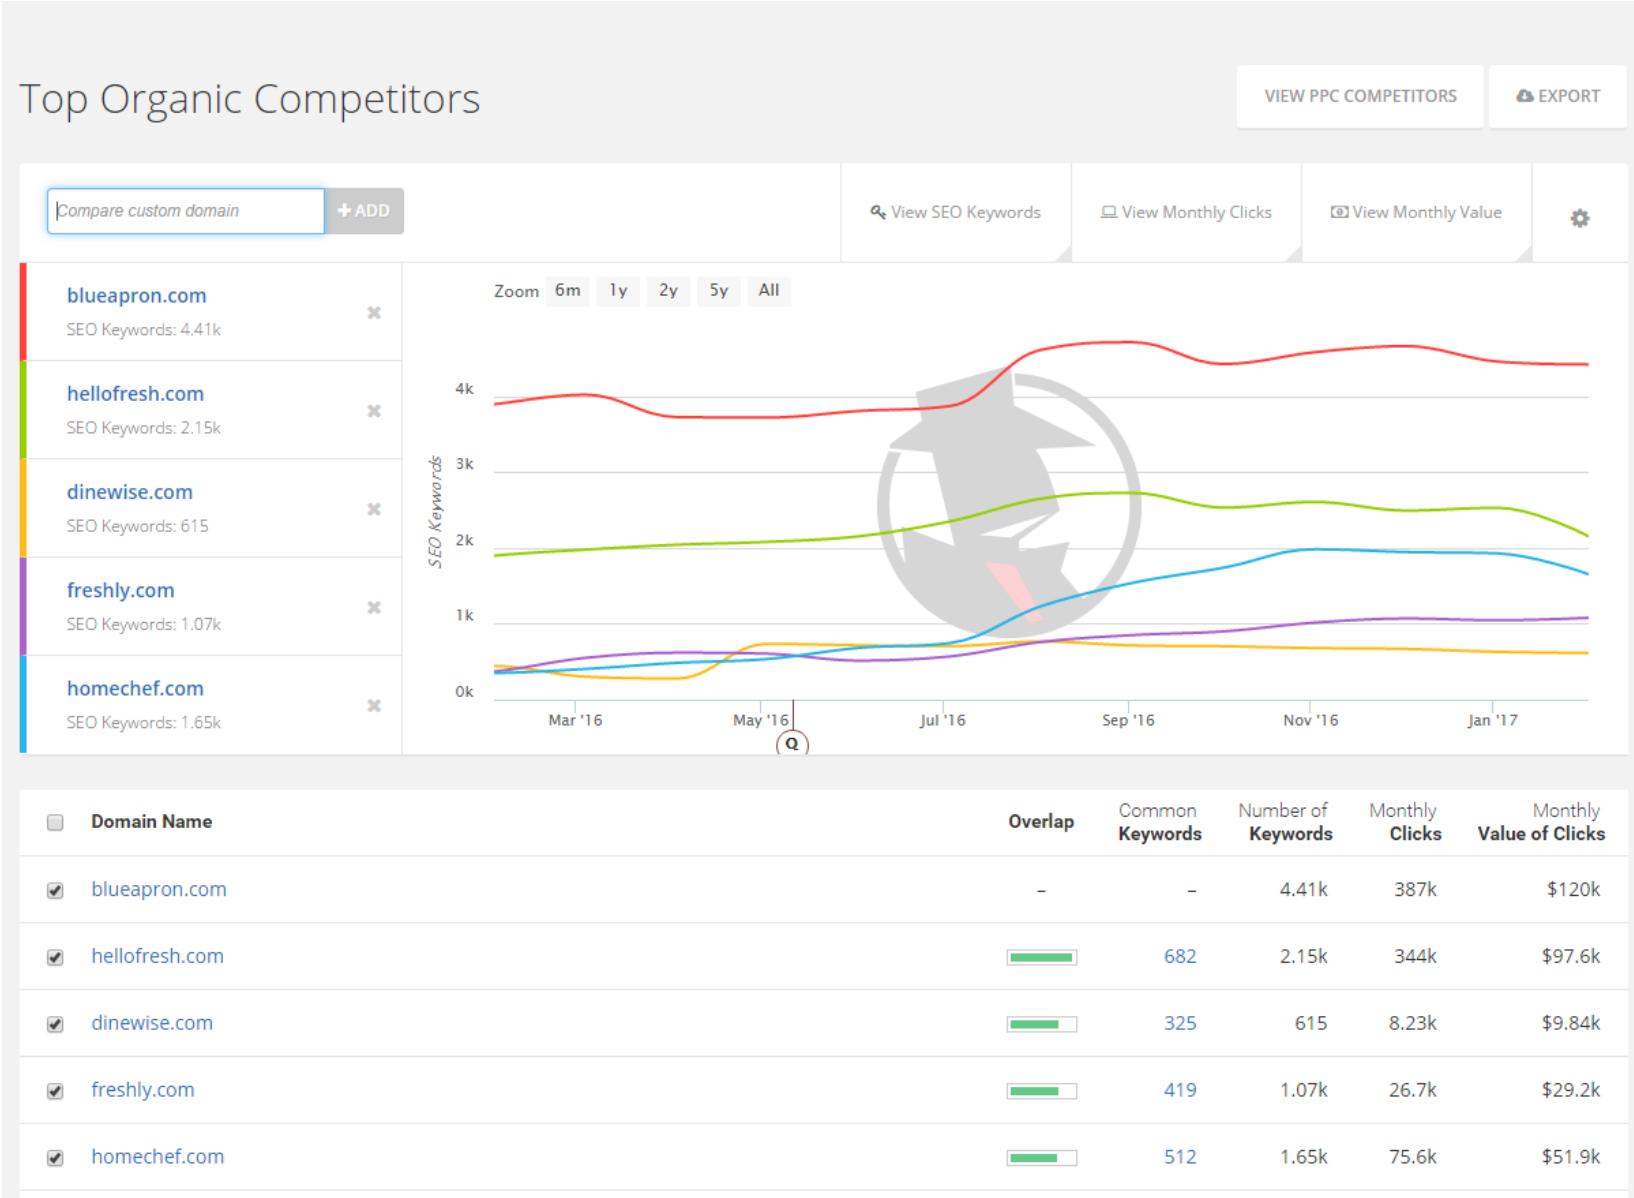 Top Organic Competitors
VIEW PPC COMPETITORS
EXPORT
Compare custom domain
ADD
View SEO Keywords
View Monthly Clicks
View Monthly Value
blueapron.com
SEO Keywords: 4.41k
hellofresh.com
SEO Keywords: 2.15k
dinewise.com
SEO Keywords: 615
freshly.com
SEO Keywords: 1.07k
homechef.com
SEO Keywords: 1.65k
Zoom 6m 1y 2y 5y All
SEO Keywords
4k
3k
2k
1k
0k
Mar '16 May '16 Jul '16 Sep '16 Nov '16 Jan '17
Q
Domain Name Overlap Common Keywords Number of Keywords Monthly Clicks Monthly Value of Clicks
blueapron.com – – 4.41k 387k $120k
hellofresh.com 682 2.15k 344k $97.6k
dinewise.com 325 615 8.23k $9.84k
freshly.com 419 1.07k 26.7k $29.2k
homechef.com 512 1.65k 75.6k $51.9k